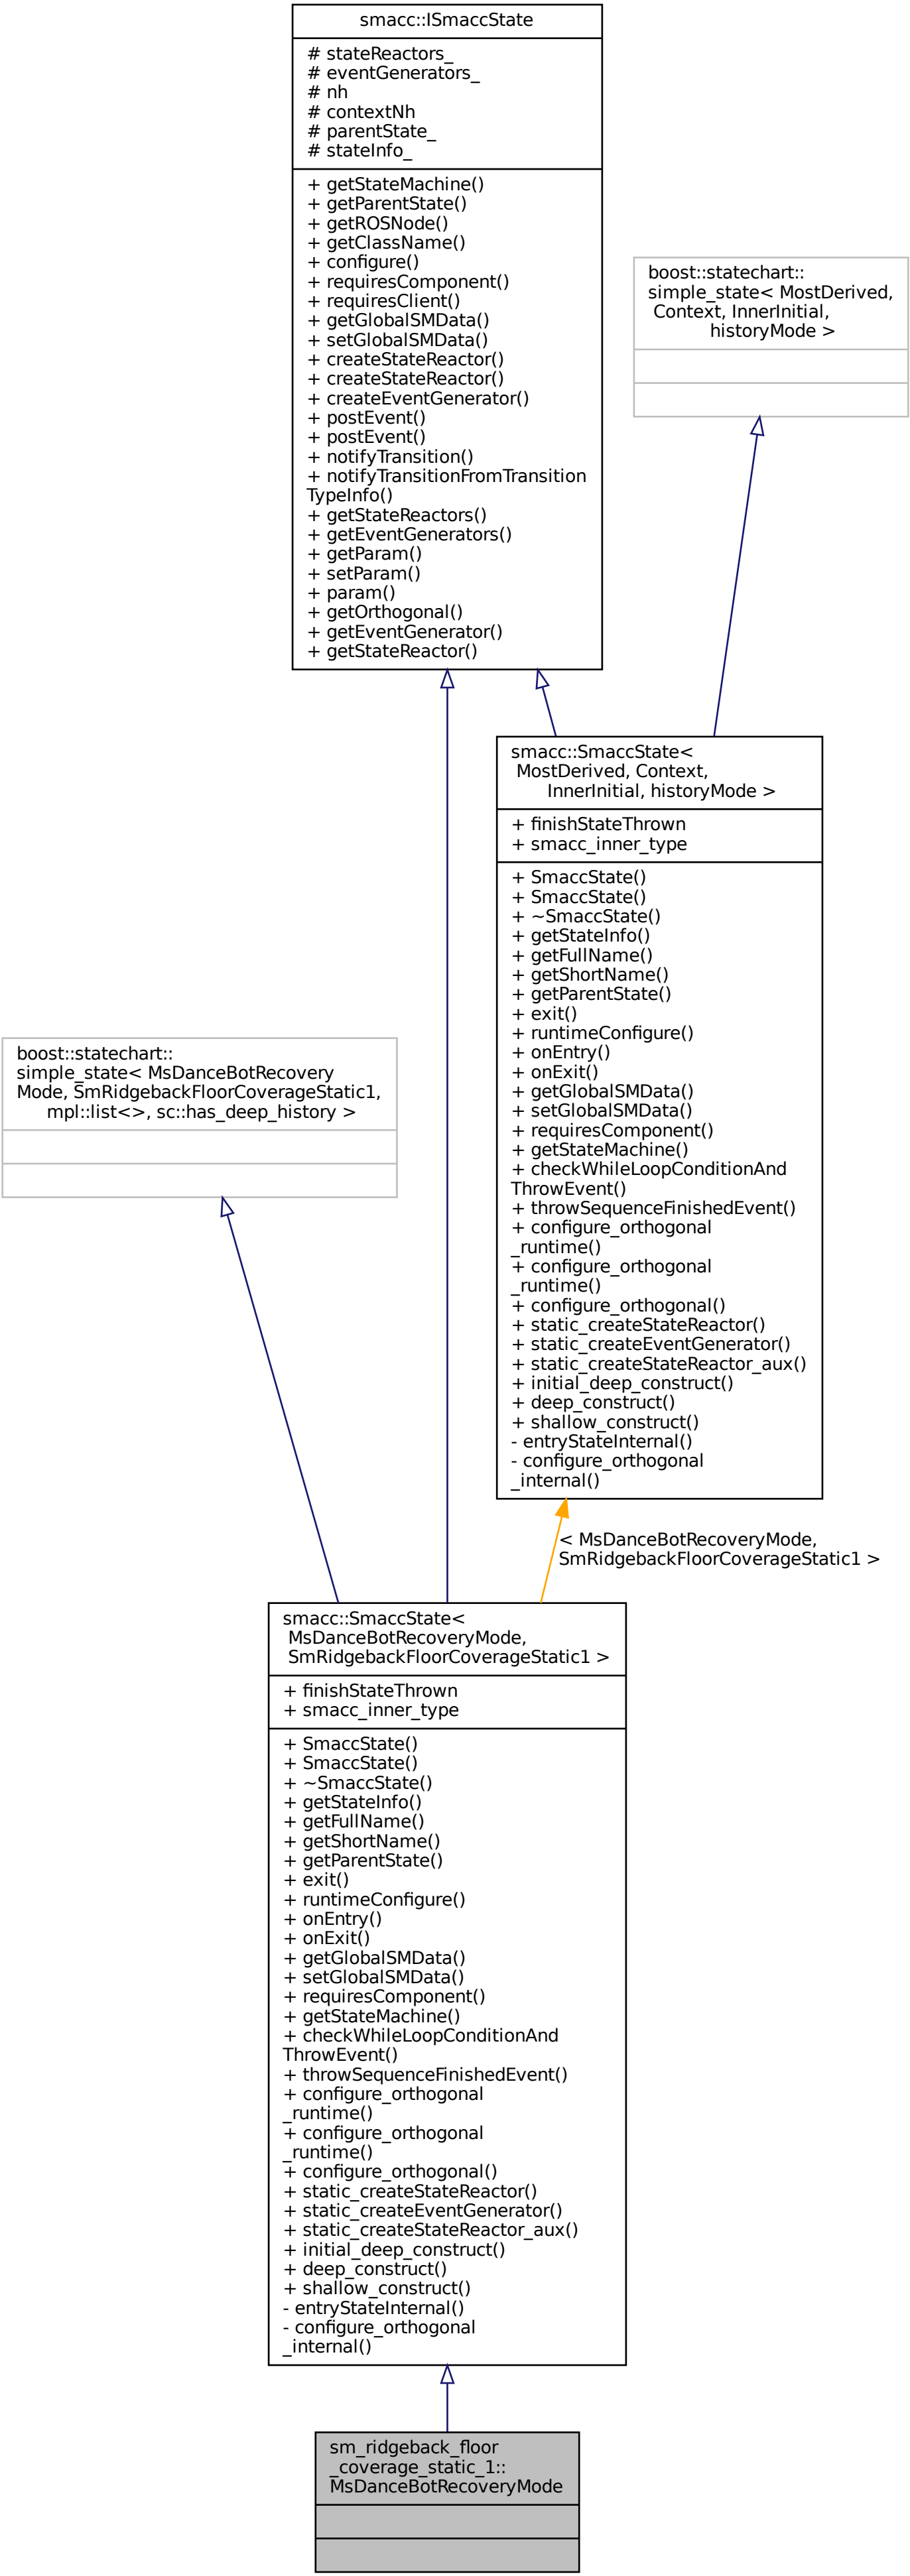 smacc::ISmaccState
# stateReactors_
# eventGenerators_
# nh
# contextNh
# parentState_
# stateInfo_
+ getStateMachine()
+ getParentState()
+ getROSNode()
+ getClassName()
+ configure()
+ requiresComponent()
+ requiresClient()
+ getGlobalSMData()
+ setGlobalSMData()
+ createStateReactor()
+ createStateReactor()
+ createEventGenerator()
+ postEvent()
+ postEvent()
+ notifyTransition()
+ notifyTransitionFromTransition
TypeInfo()
+ getStateReactors()
+ getEventGenerators()
+ getParam()
+ setParam()
+ param()
+ getOrthogonal()
+ getEventGenerator()
+ getStateReactor()
boost::statechart::
simple_state< MostDerived,
Context, InnerInitial,
historyMode >
smacc::SmaccState<
MostDerived, Context,
InnerInitial, historyMode >
+ finishStateThrown
+ smacc_inner_type
+ SmaccState()
+ SmaccState()
+ ~SmaccState()
+ getStateInfo()
+ getFullName()
+ getShortName()
+ getParentState()
+ exit()
+ runtimeConfigure()
+ onEntry()
+ onExit()
+ getGlobalSMData()
+ setGlobalSMData()
+ requiresComponent()
+ getStateMachine()
+ checkWhileLoopConditionAnd
ThrowEvent()
+ throwSequenceFinishedEvent()
+ configure_orthogonal
_runtime()
+ configure_orthogonal
_runtime()
+ configure_orthogonal()
+ static_createStateReactor()
+ static_createEventGenerator()
+ static_createStateReactor_aux()
+ initial_deep_construct()
+ deep_construct()
+ shallow_construct()
- entryStateInternal()
- configure_orthogonal
_internal()
boost::statechart::
simple_state< MsDanceBotRecovery
Mode, SmRidgebackFloorCoverageStatic1,
mpl::list<>, sc::has_deep_history >
< MsDanceBotRecoveryMode,
SmRidgebackFloorCoverageStatic1 >
smacc::SmaccState<
MsDanceBotRecoveryMode,
SmRidgebackFloorCoverageStatic1 >
+ finishStateThrown
+ smacc_inner_type
+ SmaccState()
+ SmaccState()
+ ~SmaccState()
+ getStateInfo()
+ getFullName()
+ getShortName()
+ getParentState()
+ exit()
+ runtimeConfigure()
+ onEntry()
+ onExit()
+ getGlobalSMData()
+ setGlobalSMData()
+ requiresComponent()
+ getStateMachine()
+ checkWhileLoopConditionAnd
ThrowEvent()
+ throwSequenceFinishedEvent()
+ configure_orthogonal
_runtime()
+ configure_orthogonal
_runtime()
+ configure_orthogonal()
+ static_createStateReactor()
+ static_createEventGenerator()
+ static_createStateReactor_aux()
+ initial_deep_construct()
+ deep_construct()
+ shallow_construct()
- entryStateInternal()
- configure_orthogonal
_internal()
sm_ridgeback_floor
_coverage_static_1::
MsDanceBotRecoveryMode